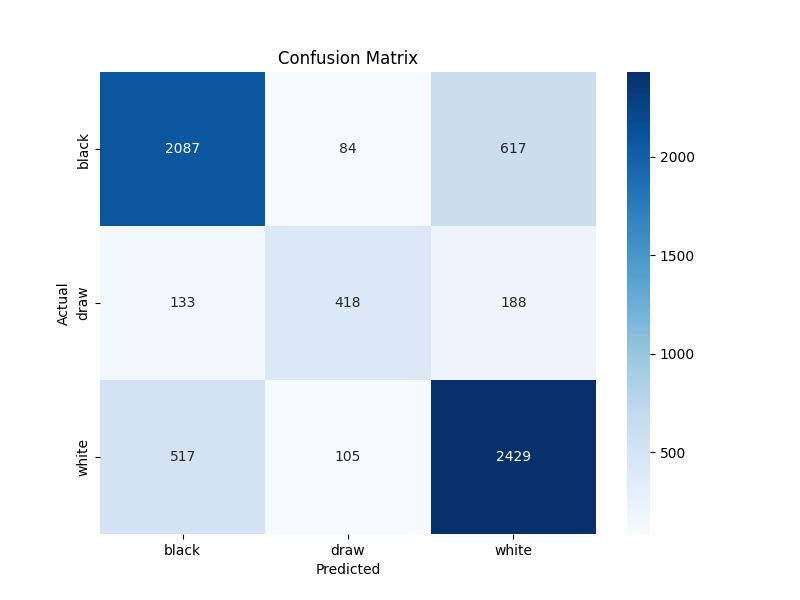 Confusion Matrix
Actual
black
2087 84 617
draw
133 418 188
white
517 105 2429
black draw white
Predicted
2000
1500
1000
500